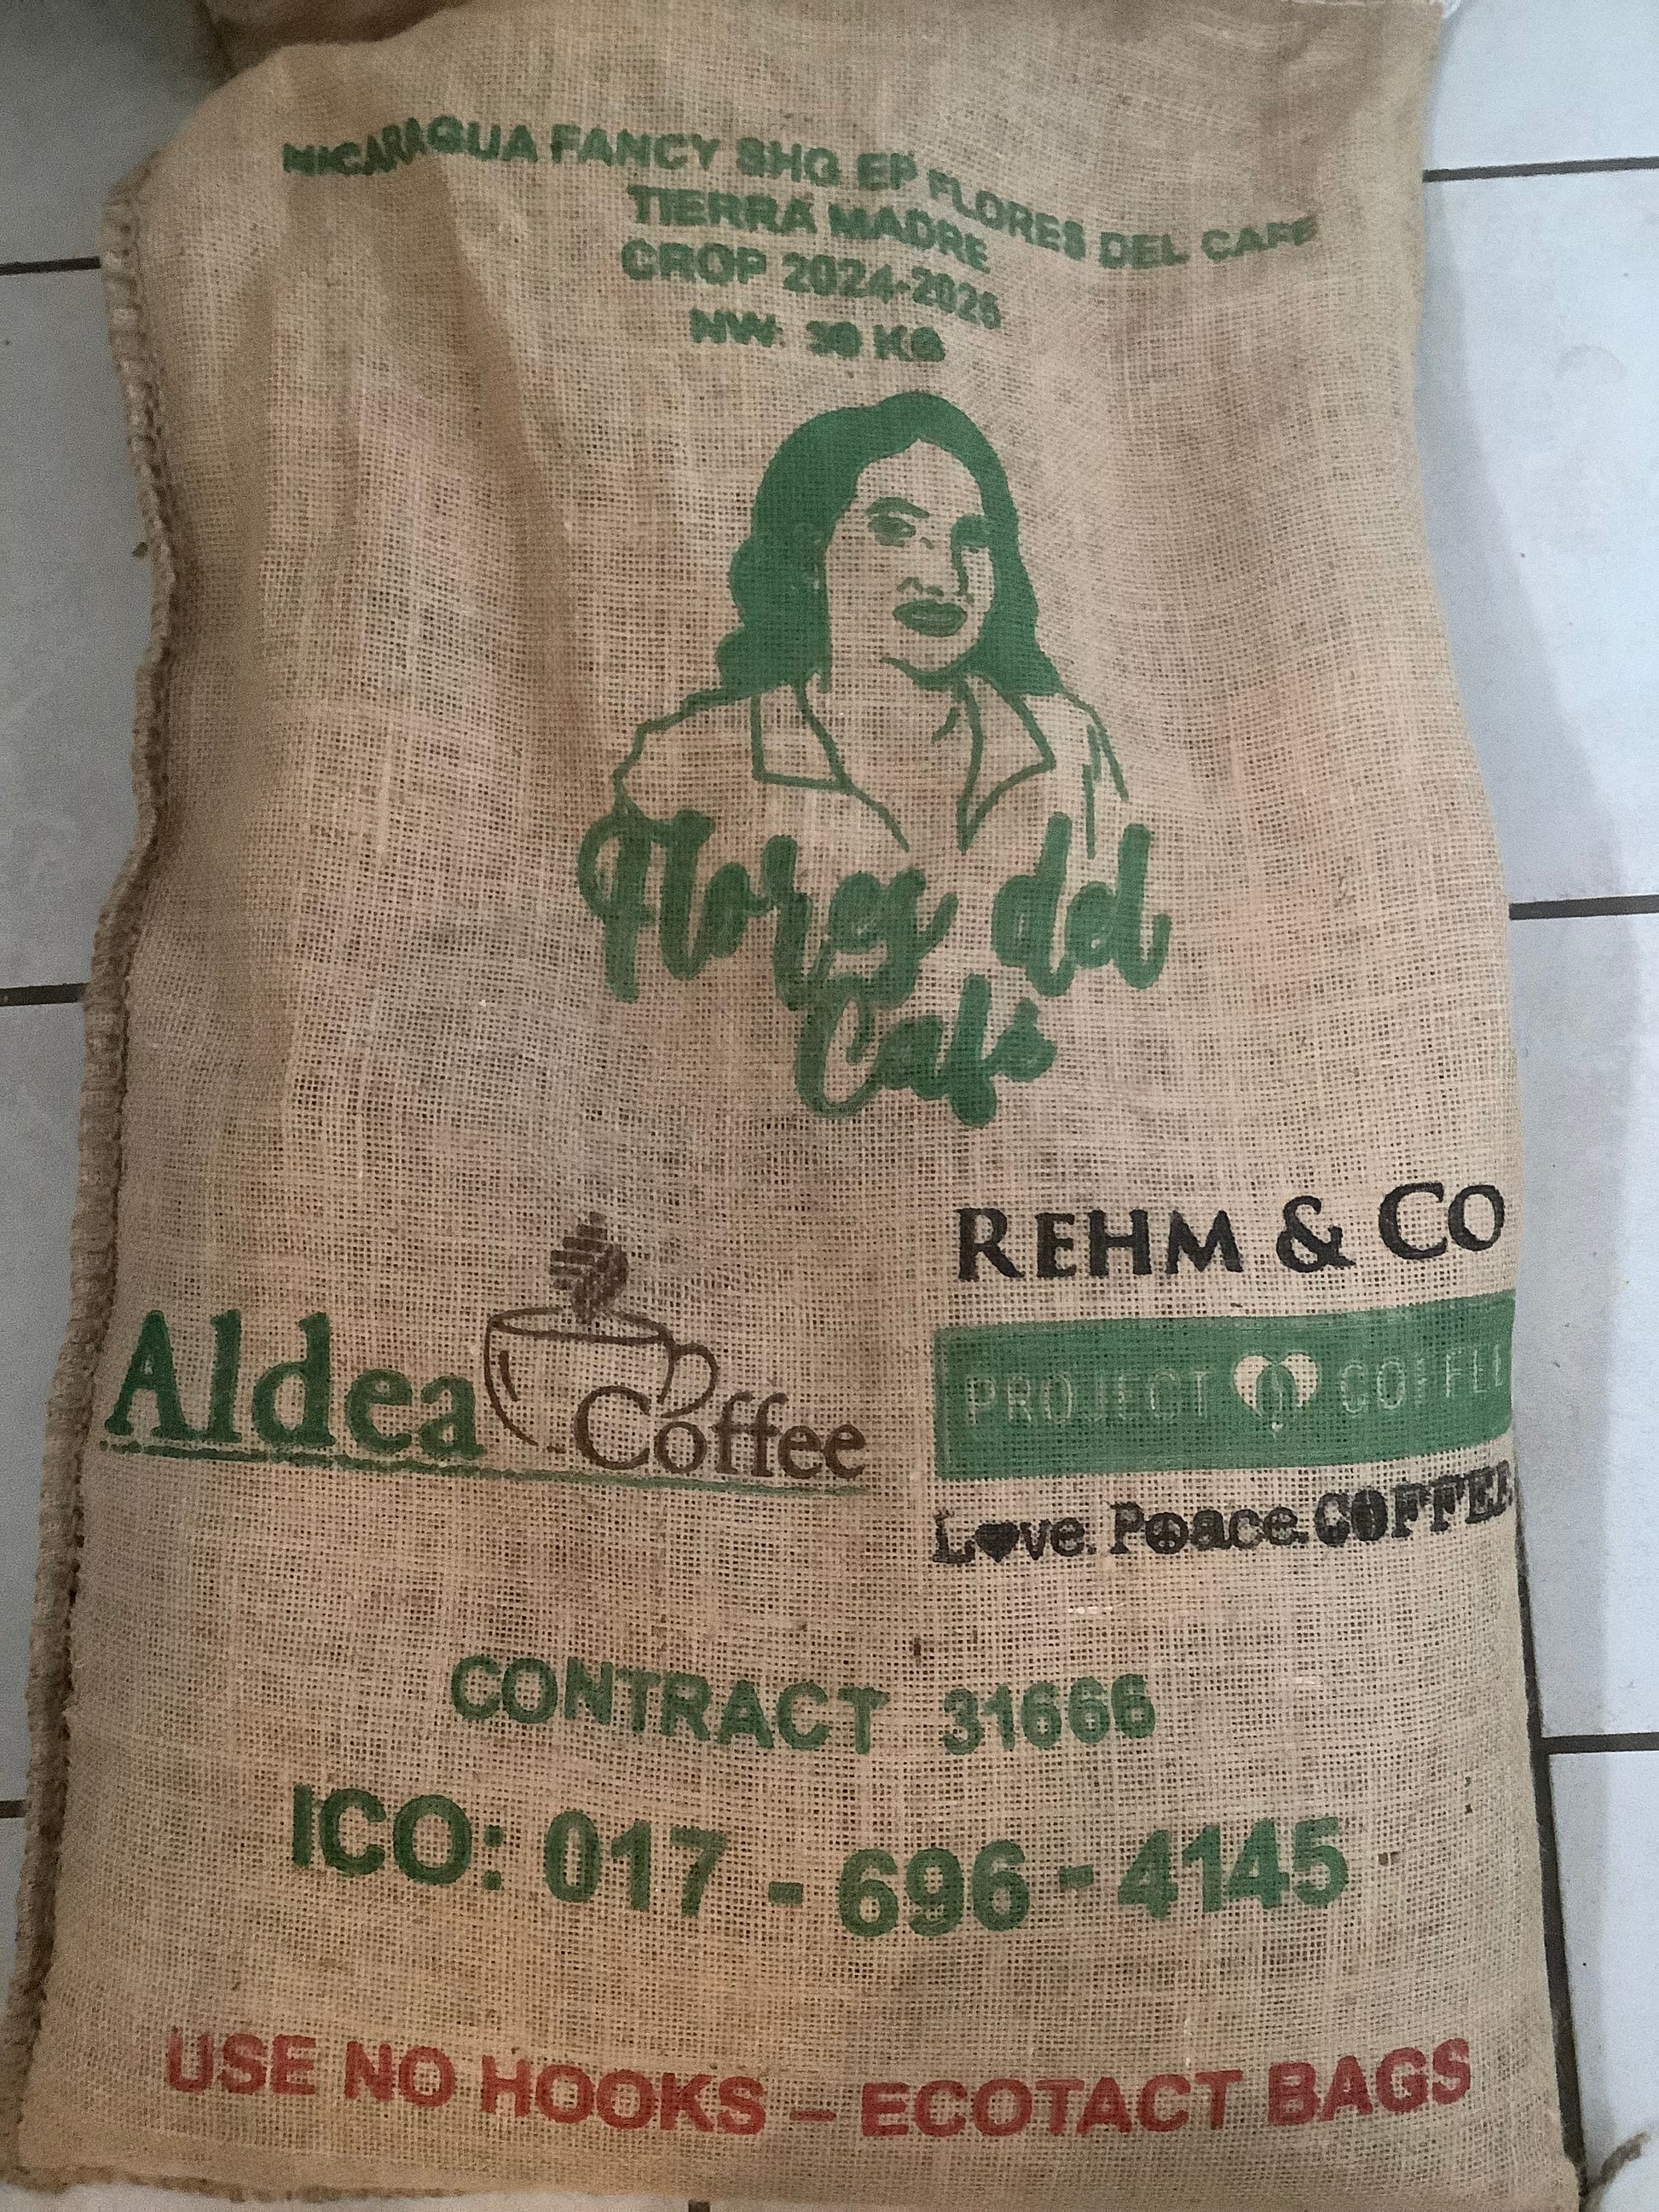 NICARAGUA FANCY SHG EP FLORES DEL CAFE
TIERRA MADRE
CROP 2024-2025
NW: 30 KG
Flores del
Café
REHM & CO
Aldea Coffee
PROJECT COFFEE
Love. Peace. COFFEE.
CONTRACT 31666
ICO: 017 - 696 - 4145
USE NO HOOKS – ECOTACT BAGS